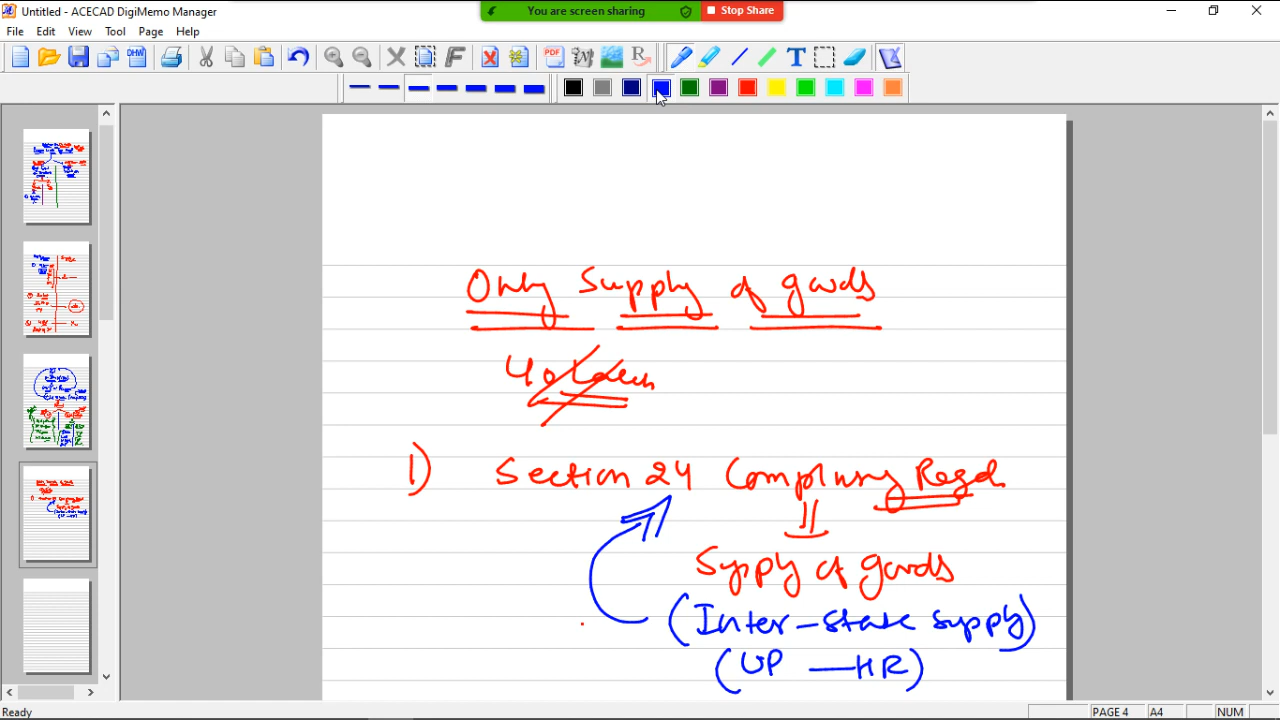 Untitled - ACECAD DigiMemo Manager
You are screen sharing
Stop Share
File Edit View Tool Page Help
Only Supply of goods
40 Lacs
1) Section 24 Complusry Regd
Supply of goods
(Inter-State Supply)
(UP — HR)
Ready
PAGE 4 A4 NUM